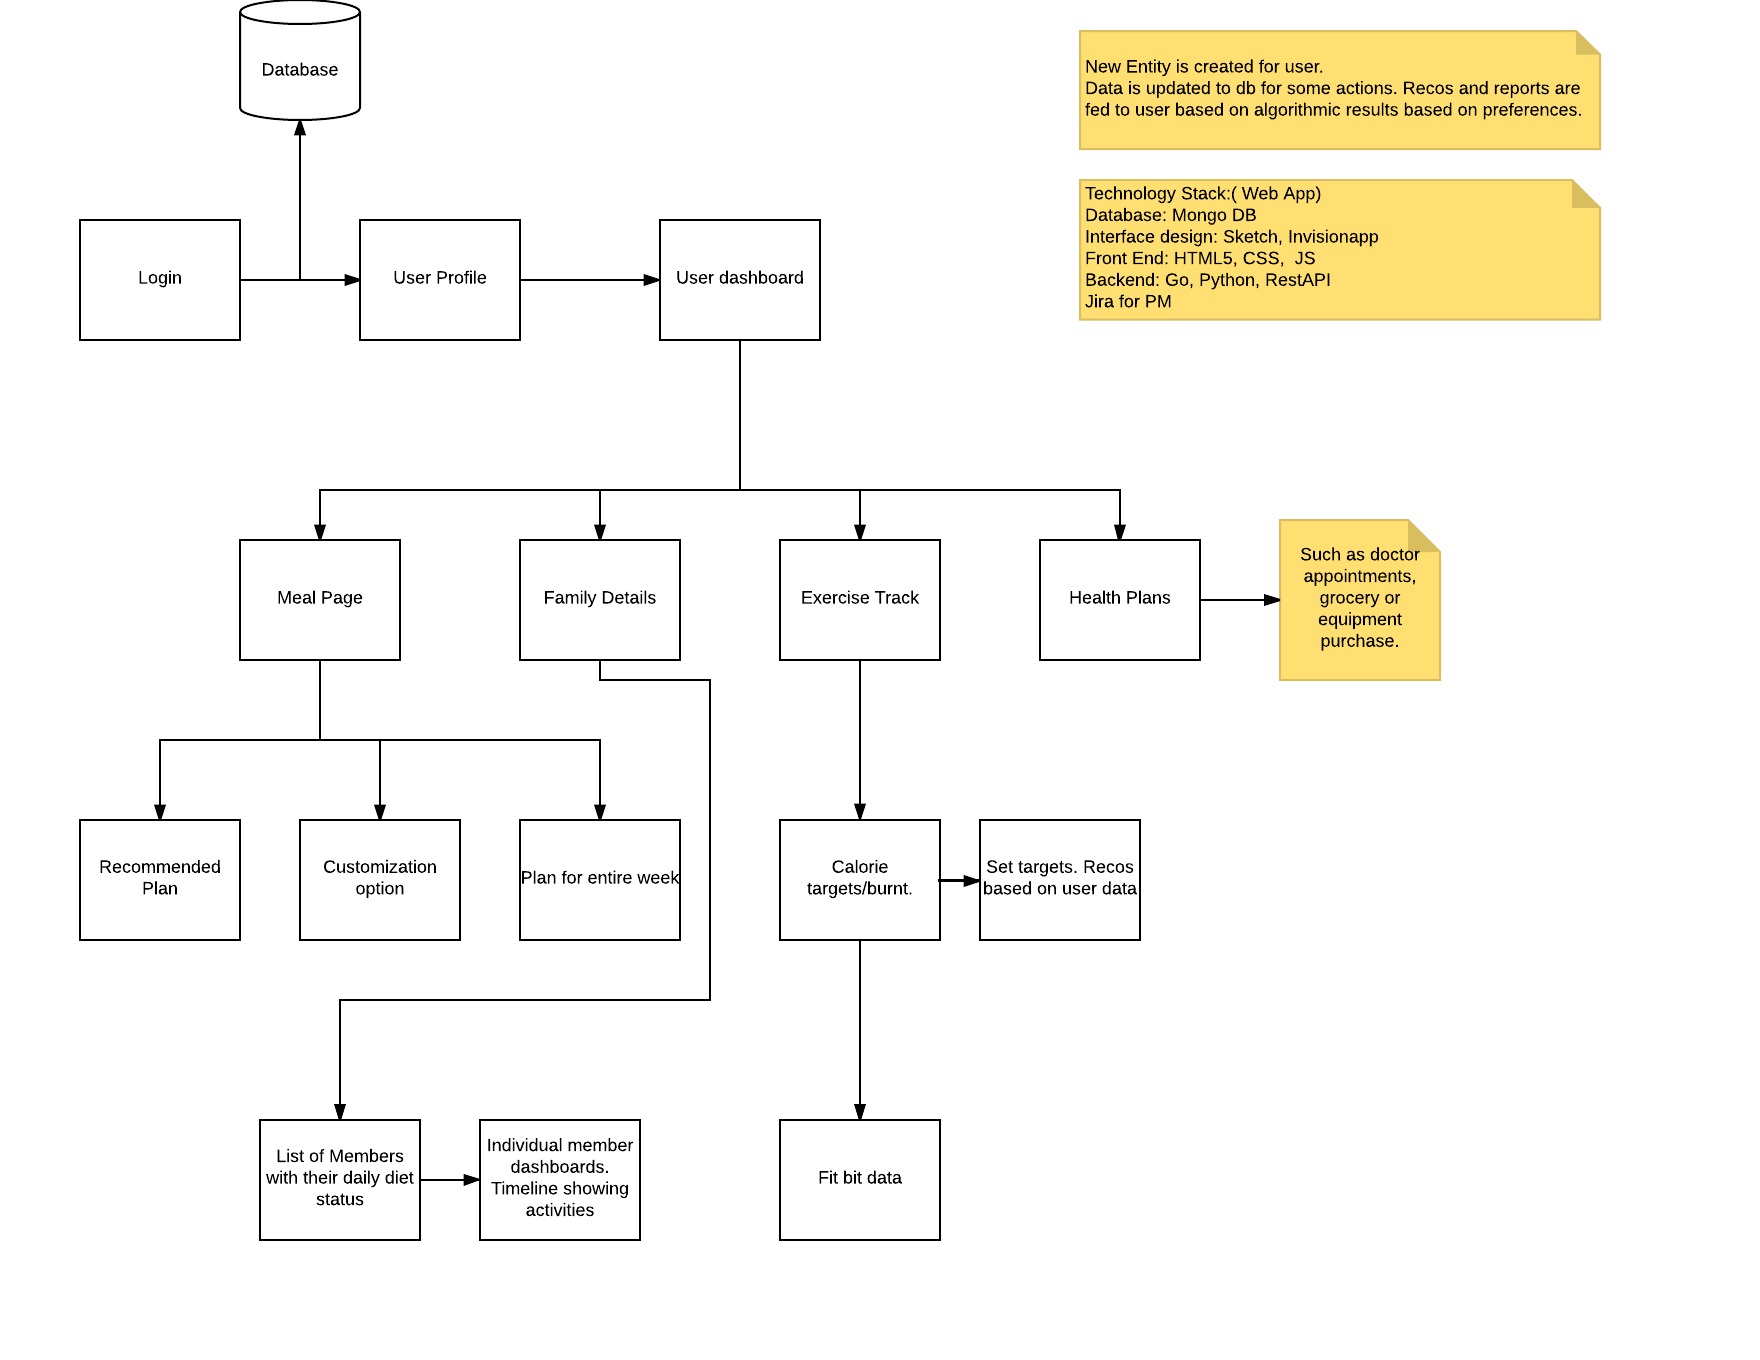 Database
New Entity is created for user.
Data is updated to db for some actions. Recos and reports are
fed to user based on algorithmic results based on preferences.
Technology Stack:( Web App)
Database: Mongo DB
Interface design: Sketch, Invisionapp
Front End: HTML5, CSS,  JS
Backend: Go, Python, RestAPI
Jira for PM
Login
User Profile
User dashboard
Meal Page
Family Details
Exercise Track
Health Plans
Such as doctor
appointments,
grocery or
equipment
purchase.
Recommended
Plan
Customization
option
Plan for entire week
Calorie
targets/burnt.
Set targets. Recos
based on user data
List of Members
with their daily diet
status
Individual member
dashboards.
Timeline showing
activities
Fit bit data